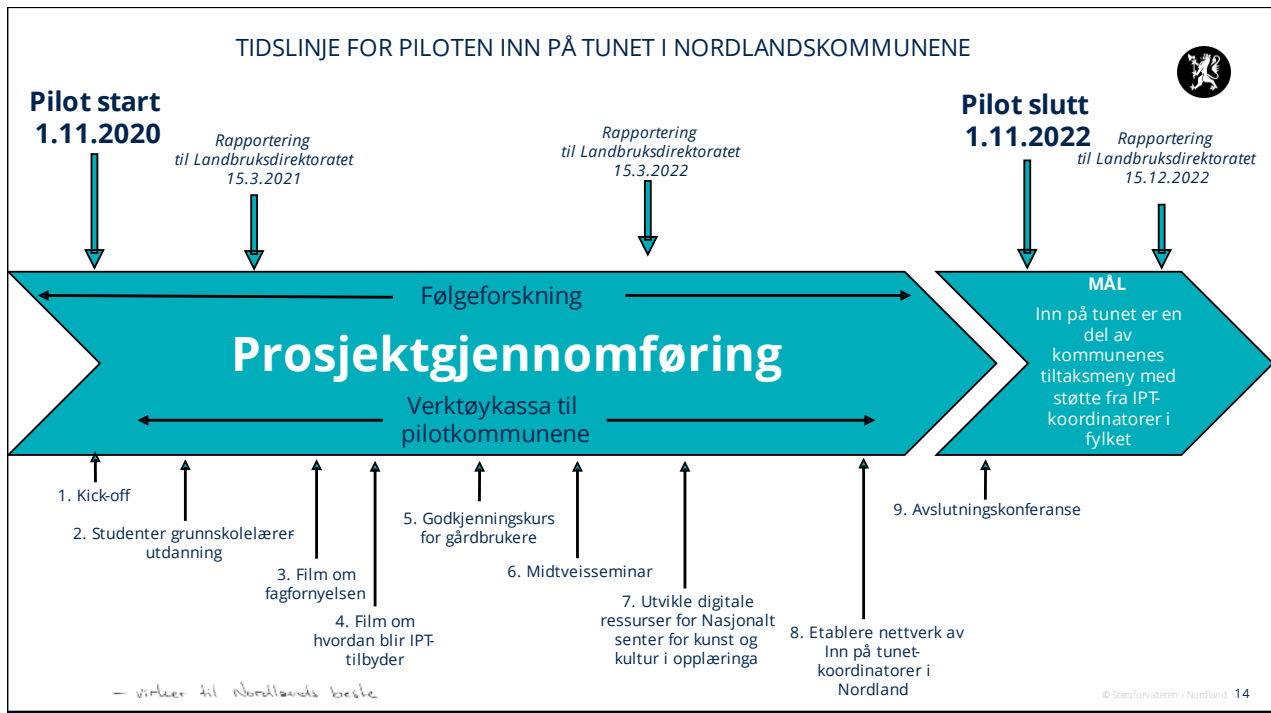 TIDSLINJE FOR PILOTEN INN PÅ TUNET I NORDLANDSKOMMUNENE
Pilot start
1.11.2020
Rapportering
til Landbruksdirektoratet
15.3.2021
Rapportering
til Landbruksdirektoratet
15.3.2022
Pilot slutt
1.11.2022
Rapportering
til Landbruksdirektoratet
15.12.2022
Følgeforskning
Prosjektgjennomføring
Verktøykassa til
pilotkommunene
MÅL
Inn på tunet er en
del av
kommunenes
tiltaksmeny med
støtte fra IPT-
koordinatorer i
fylket
1. Kick-off
2. Studenter grunnskolelærer-
utdanning
3. Film om
fagfornyelsen
4. Film om
hvordan blir IPT-
tilbyder
5. Godkjenningskurs
for gårdbrukere
6. Midtveisseminar
7. Utvikle digitale
ressurser for Nasjonalt
senter for kunst og
kultur i opplæringa
8. Etablere nettverk av
Inn på tunet-
koordinatorer i
Nordland
9. Avslutningskonferanse
– virker til Nordlands beste
© Statsforvalteren i Nordland 14